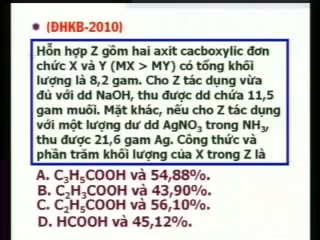 (ĐHKB-2010)
Hỗn hợp Z gồm hai axit cacboxylic đơn
chức X và Y (MX > MY) có tổng khối
lượng là 8,2 gam. Cho Z tác dụng vừa
đủ với dd NaOH, thu được dd chứa 11,5
gam muối. Mặt khác, nếu cho Z tác dụng
với một lượng dư dd AgNO₃ trong NH₃,
thu được 21,6 gam Ag. Công thức và
phần trăm khối lượng của X trong Z là
A. C₃H₅COOH và 54,88%.
B. C₂H₃COOH và 43,90%.
C. C₂H₅COOH và 56,10%.
D. HCOOH và 45,12%.